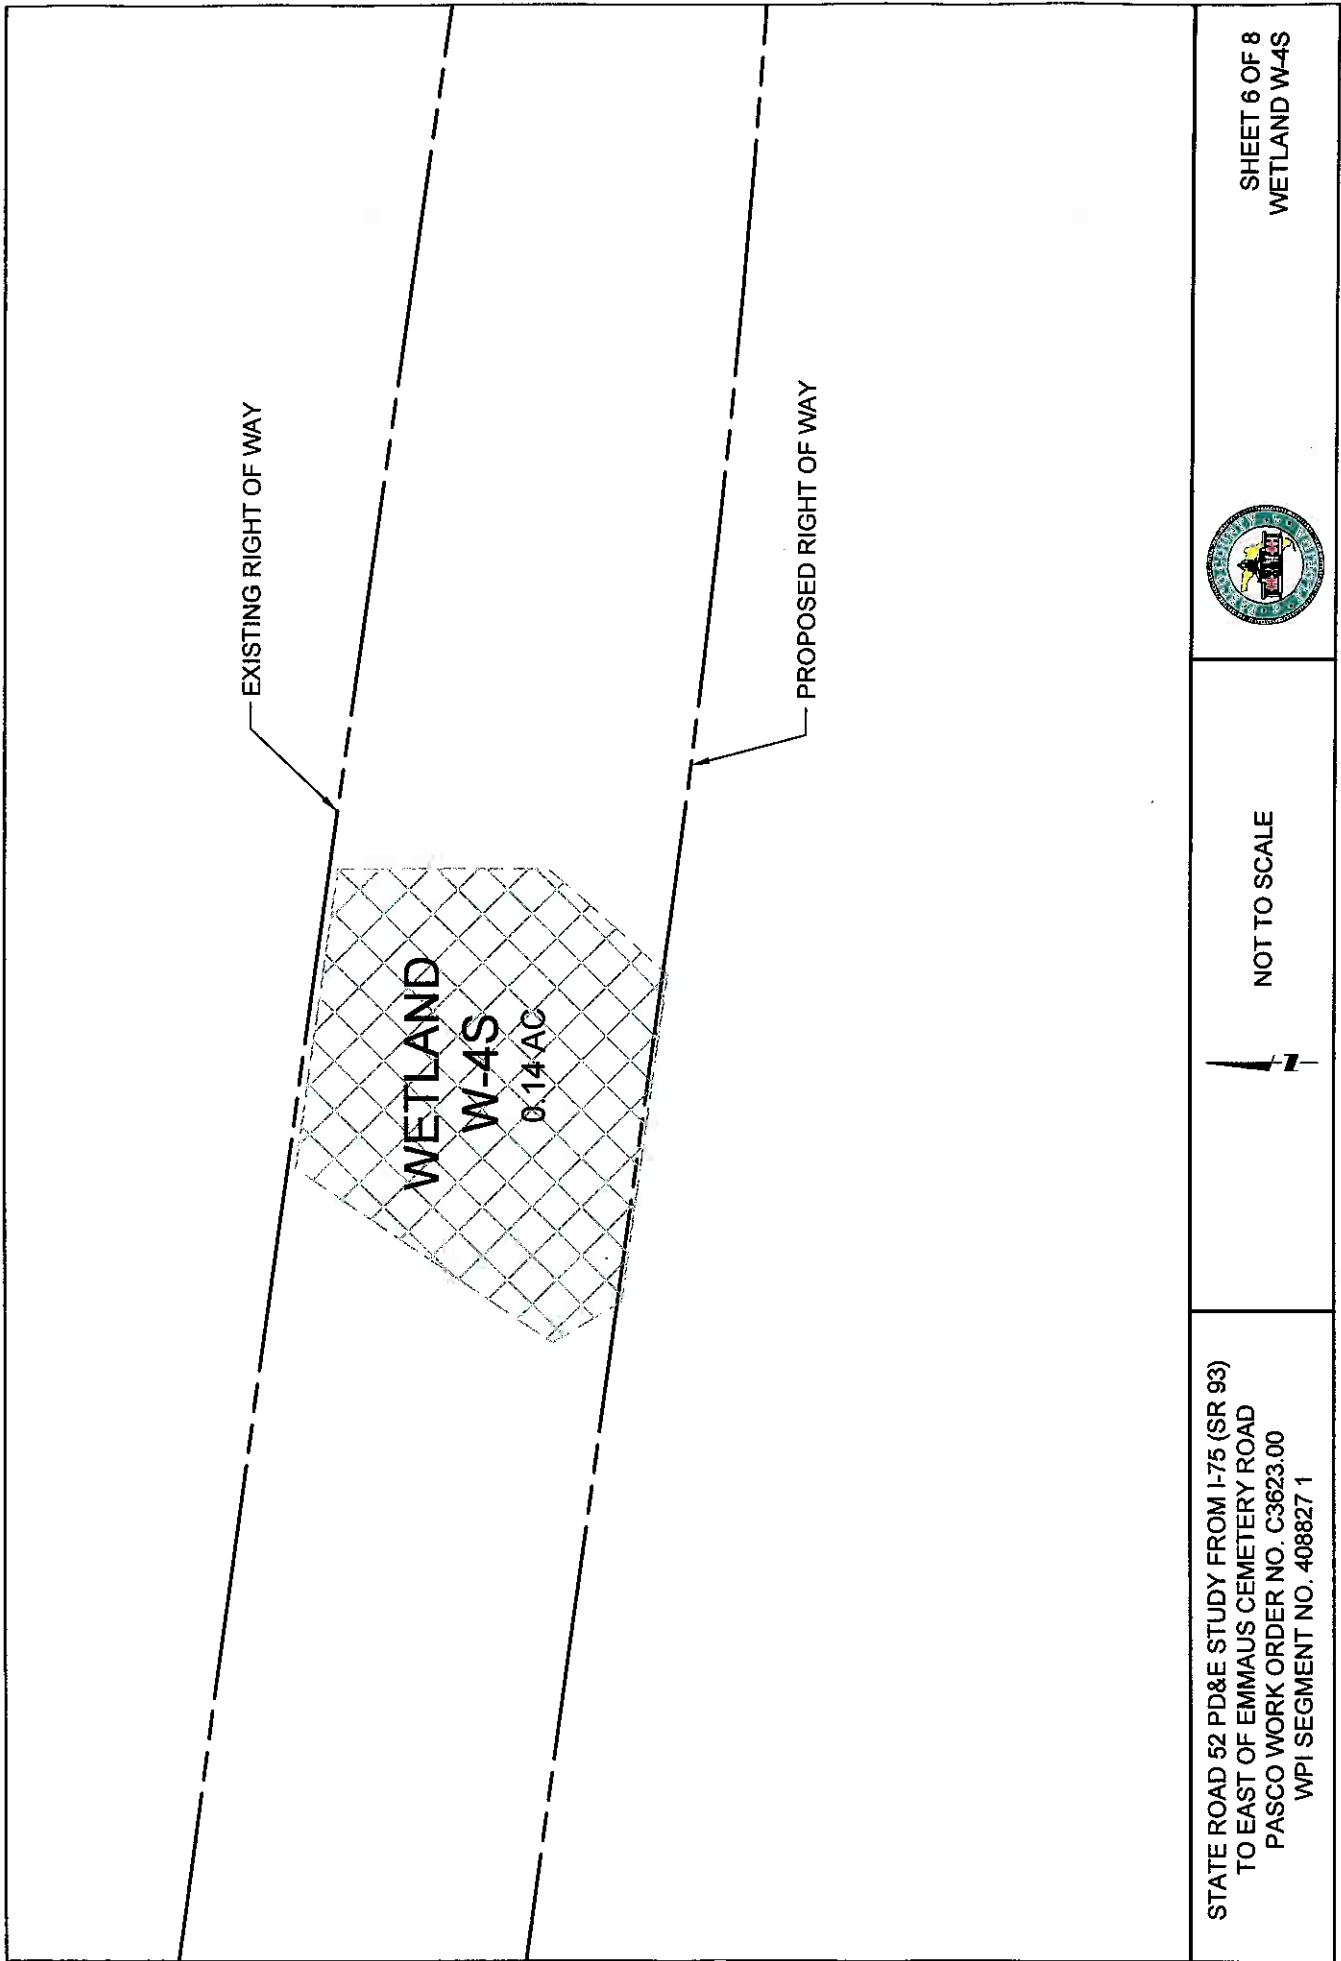 EXISTING RIGHT OF WAY
WETLAND
W-4S
0.14 AC
PROPOSED RIGHT OF WAY
STATE ROAD 52 PD&E STUDY FROM I-75 (SR 93)
TO EAST OF EMMAUS CEMETERY ROAD
PASCO WORK ORDER NO. C3623.00
WPI SEGMENT NO. 408827 1
NOT TO SCALE
SHEET 6 OF 8
WETLAND W-4S